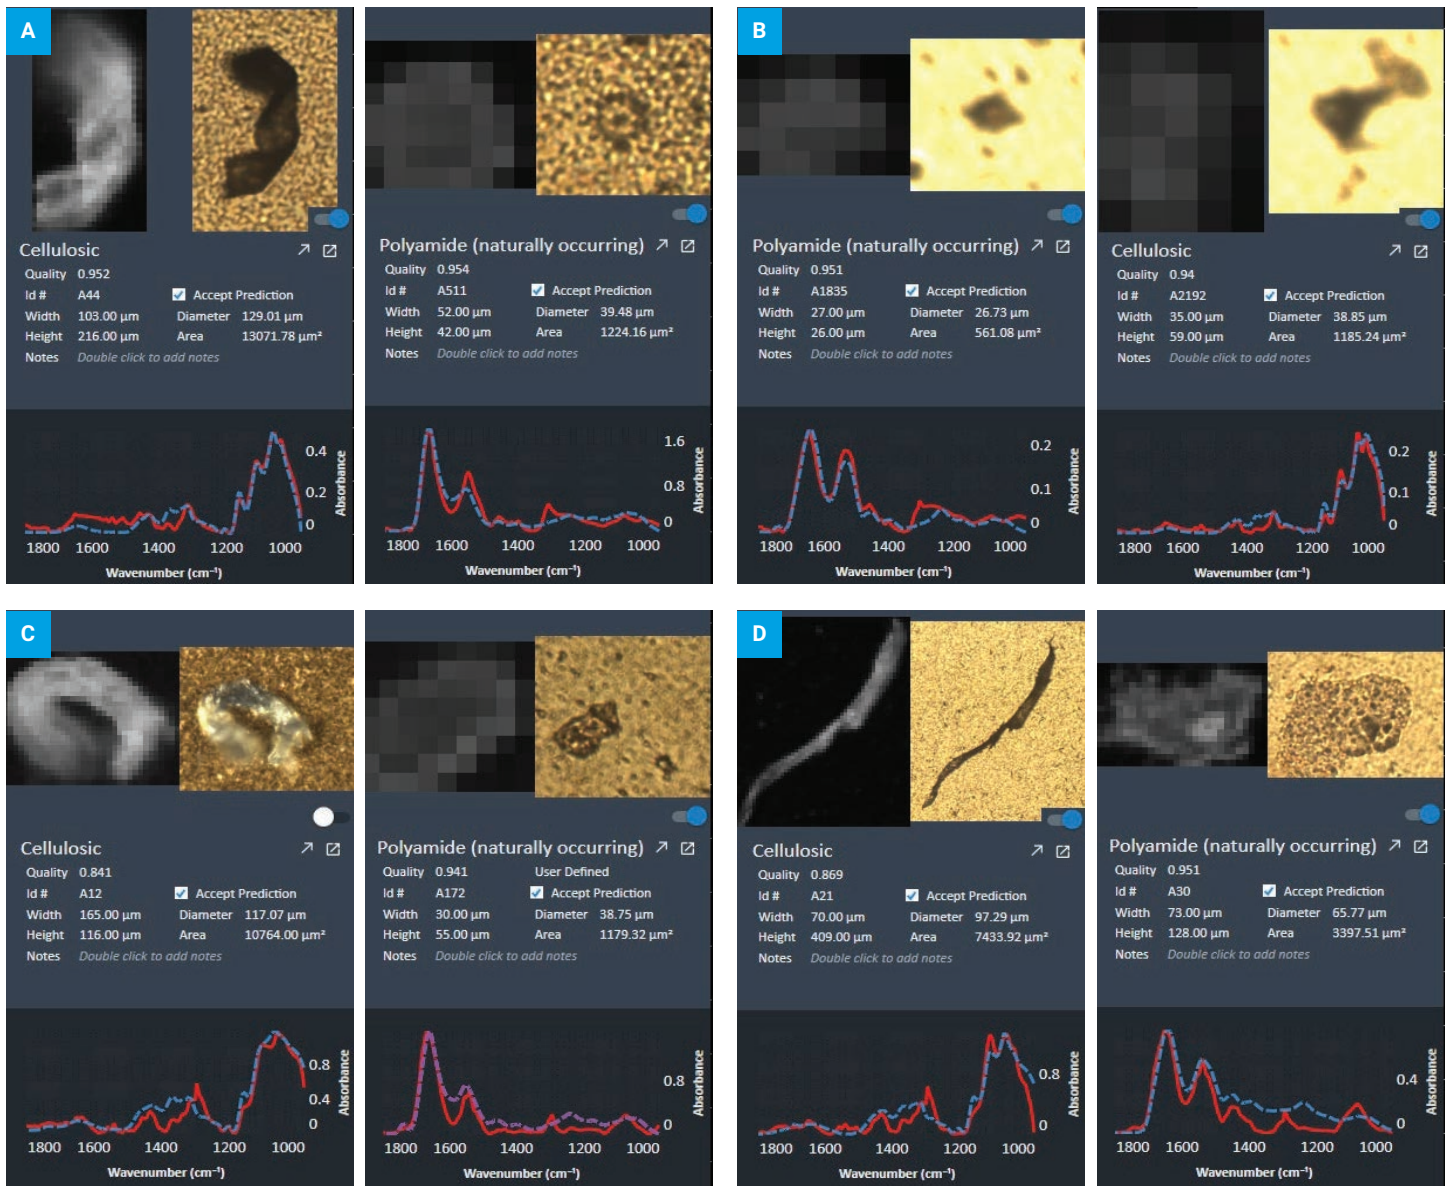 A
Cellulosic
Quality 0.952
Id # A44 Accept Prediction
Width 103.00 µm Diameter 129.01 µm
Height 216.00 µm Area 13071.78 µm²
Notes Double click to add notes
0.4
0.2
0
Absorbance
1800 1600 1400 1200 1000
Wavenumber (cm⁻¹)
Polyamide (naturally occurring)
Quality 0.954
Id # A511 Accept Prediction
Width 52.00 µm Diameter 39.48 µm
Height 42.00 µm Area 1224.16 µm²
Notes Double click to add notes
1.6
0.8
0
Absorbance
1800 1600 1400 1200 1000
Wavenumber (cm⁻¹)
B
Polyamide (naturally occurring)
Quality 0.951
Id # A1835 Accept Prediction
Width 27.00 µm Diameter 26.73 µm
Height 26.00 µm Area 561.08 µm²
Notes Double click to add notes
0.2
0.1
0
Absorbance
1800 1600 1400 1200 1000
Wavenumber (cm⁻¹)
Cellulosic
Quality 0.94
Id # A2192 Accept Prediction
Width 35.00 µm Diameter 38.85 µm
Height 59.00 µm Area 1185.24 µm²
Notes Double click to add notes
0.2
0.1
0
Absorbance
1800 1600 1400 1200 1000
Wavenumber (cm⁻¹)
C
Cellulosic
Quality 0.841
Id # A12 Accept Prediction
Width 165.00 µm Diameter 117.07 µm
Height 116.00 µm Area 10764.00 µm²
Notes Double click to add notes
0.8
0.4
0
Absorbance
1800 1600 1400 1200 1000
Wavenumber (cm⁻¹)
Polyamide (naturally occurring)
Quality 0.941 User Defined
Id # A172 Accept Prediction
Width 30.00 µm Diameter 38.75 µm
Height 55.00 µm Area 1179.32 µm²
Notes Double click to add notes
0.8
0
Absorbance
1800 1600 1400 1200 1000
Wavenumber (cm⁻¹)
D
Cellulosic
Quality 0.869
Id # A21 Accept Prediction
Width 70.00 µm Diameter 97.29 µm
Height 409.00 µm Area 7433.92 µm²
Notes Double click to add notes
0.8
0
Absorbance
1800 1600 1400 1200 1000
Wavenumber (cm⁻¹)
Polyamide (naturally occurring)
Quality 0.951
Id # A30 Accept Prediction
Width 73.00 µm Diameter 65.77 µm
Height 128.00 µm Area 3397.51 µm²
Notes Double click to add notes
0.4
0
Absorbance
1800 1600 1400 1200 1000
Wavenumber (cm⁻¹)